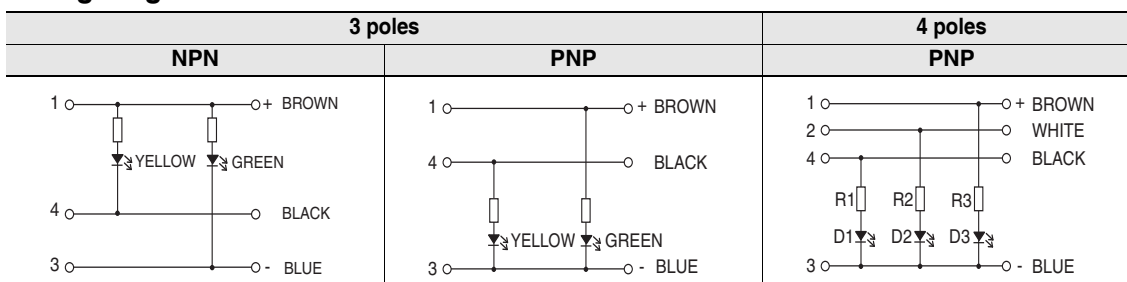 3 poles 4 poles
NPN PNP PNP
1 + BROWN
YELLOW GREEN
4 BLACK
3 - BLUE
1 + BROWN
4 BLACK
YELLOW GREEN
3 - BLUE
1 + BROWN
2 WHITE
4 BLACK
R1 R2 R3
D1 D2 D3
3 - BLUE